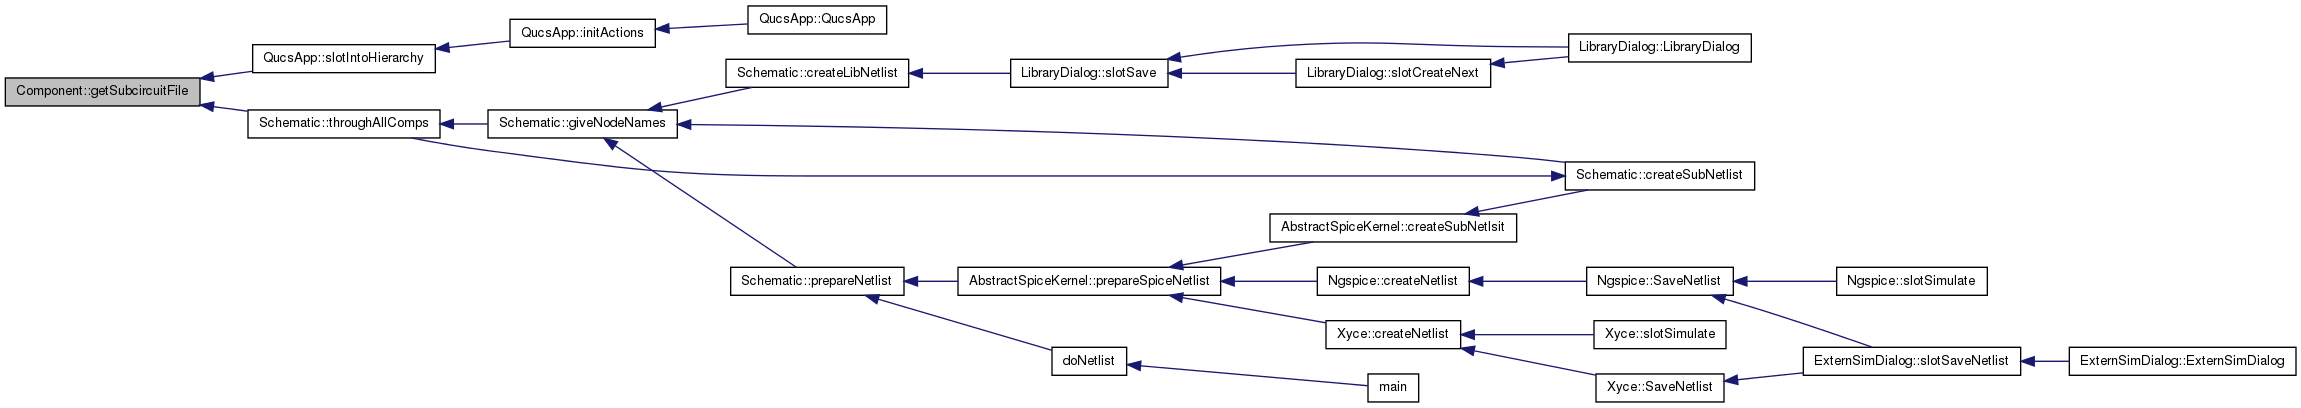 QucsApp::QucsApp
QucsApp::initActions
QucsApp::slotIntoHierarchy
LibraryDialog::LibraryDialog
Schematic::createLibNetlist
LibraryDialog::slotSave
LibraryDialog::slotCreateNext
Component::getSubcircuitFile
Schematic::throughAllComps
Schematic::giveNodeNames
Schematic::createSubNetlist
AbstractSpiceKernel::createSubNetlsit
Schematic::prepareNetlist
AbstractSpiceKernel::prepareSpiceNetlist
Ngspice::createNetlist
Ngspice::SaveNetlist
Ngspice::slotSimulate
Xyce::createNetlist
Xyce::slotSimulate
doNetlist
ExternSimDialog::slotSaveNetlist
ExternSimDialog::ExternSimDialog
main
Xyce::SaveNetlist